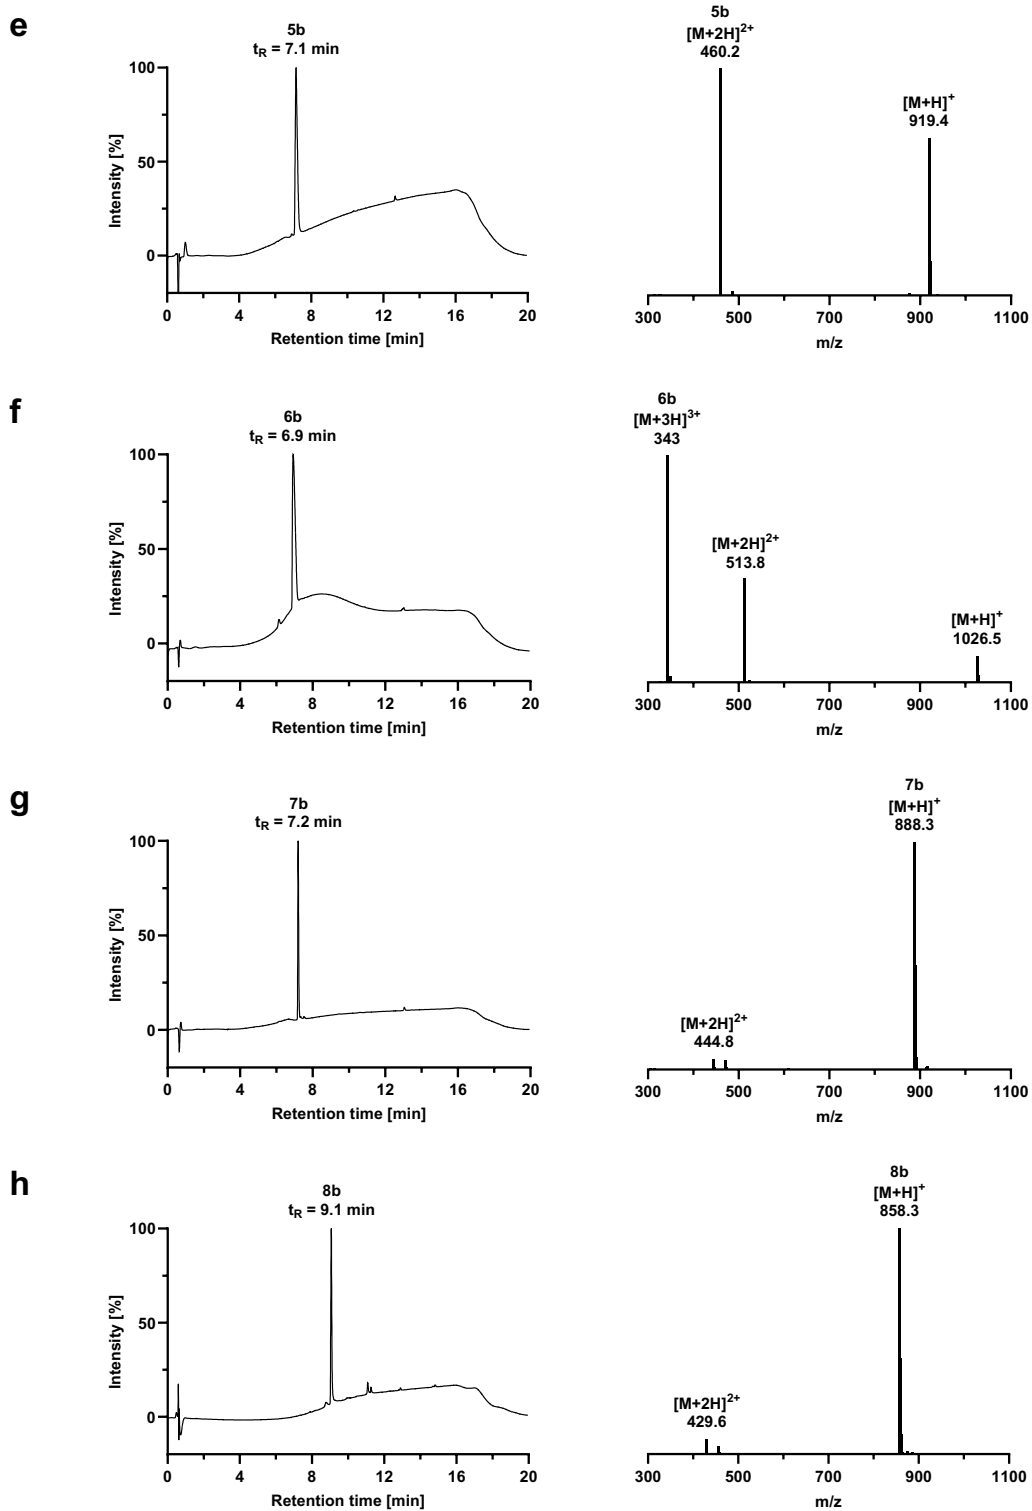 e
5b
t_R = 7.1 min
100
50
0
Intensity [%]
0 4 8 12 16 20
Retention time [min]
5b
[M+2H]²⁺
460.2
[M+H]⁺
919.4
300 500 700 900 1100
m/z
f
6b
t_R = 6.9 min
100
50
0
Intensity [%]
0 4 8 12 16 20
Retention time [min]
6b
[M+3H]³⁺
343
[M+2H]²⁺
513.8
[M+H]⁺
1026.5
300 500 700 900 1100
m/z
g
7b
t_R = 7.2 min
100
50
0
Intensity [%]
0 4 8 12 16 20
Retention time [min]
7b
[M+H]⁺
888.3
[M+2H]²⁺
444.8
300 500 700 900 1100
m/z
h
8b
t_R = 9.1 min
100
50
0
Intensity [%]
0 4 8 12 16 20
Retention time [min]
8b
[M+H]⁺
858.3
[M+2H]²⁺
429.6
300 500 700 900 1100
m/z